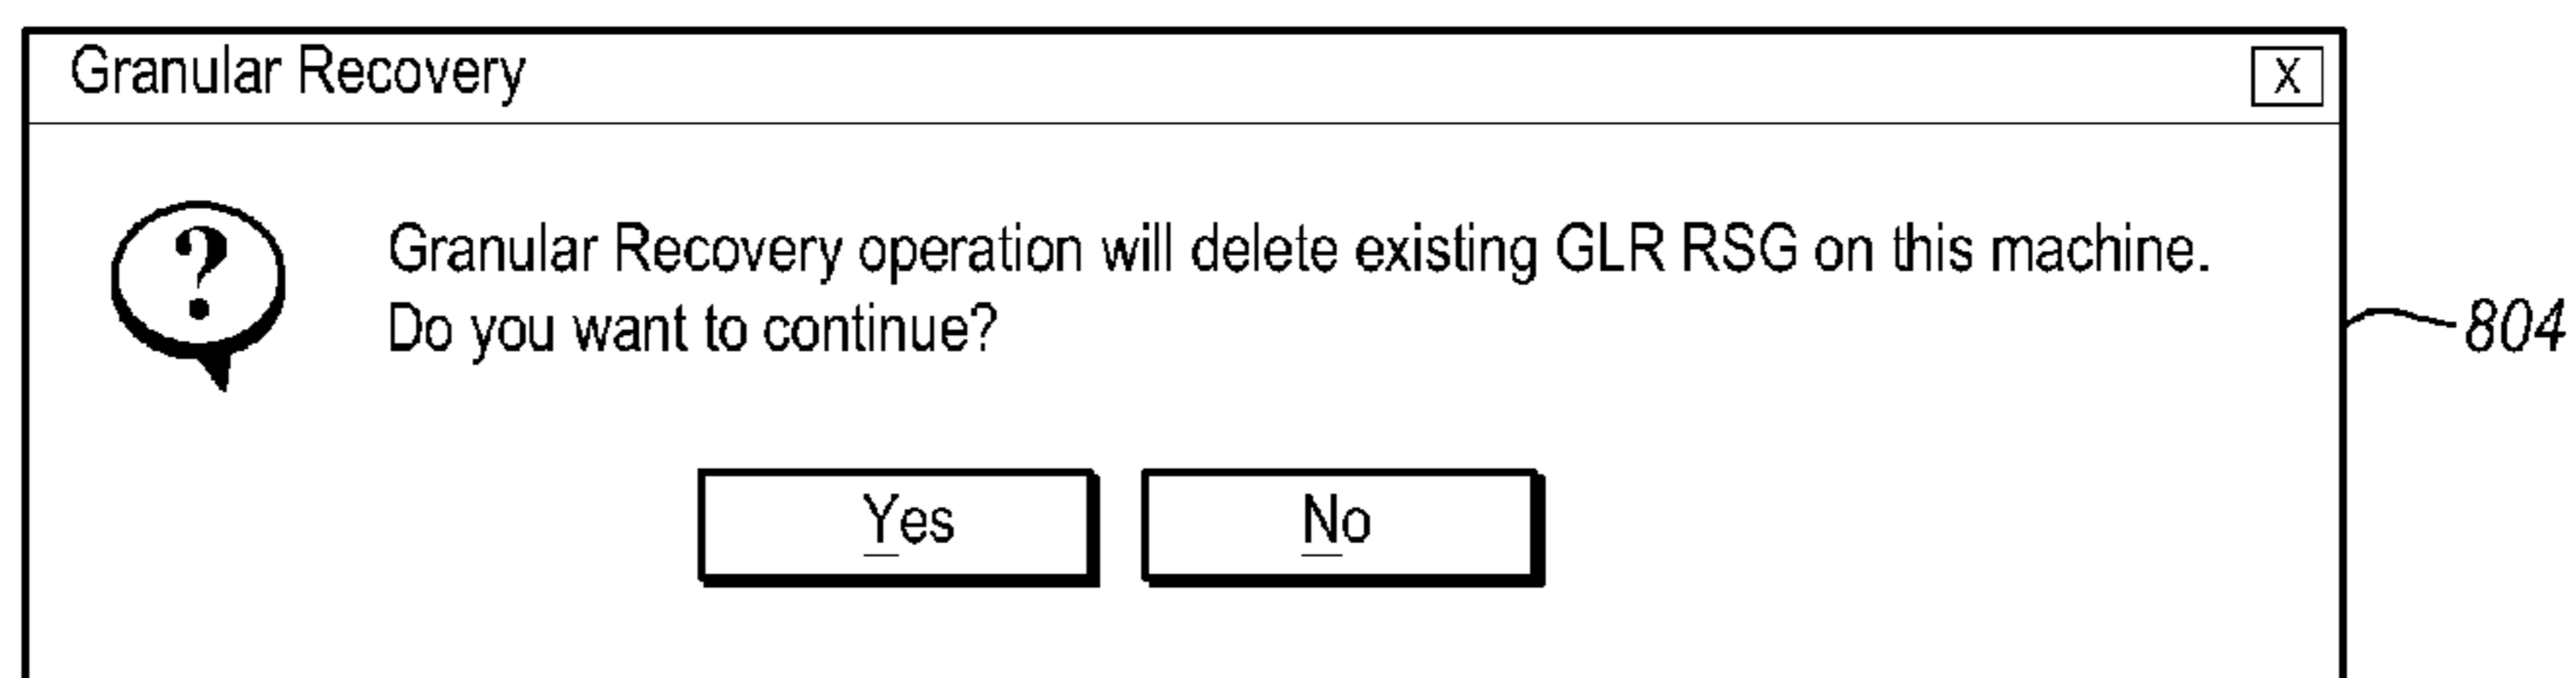 Granular Recovery
X
?
Granular Recovery operation will delete existing GLR RSG on this machine.
Do you want to continue?
804
Yes No